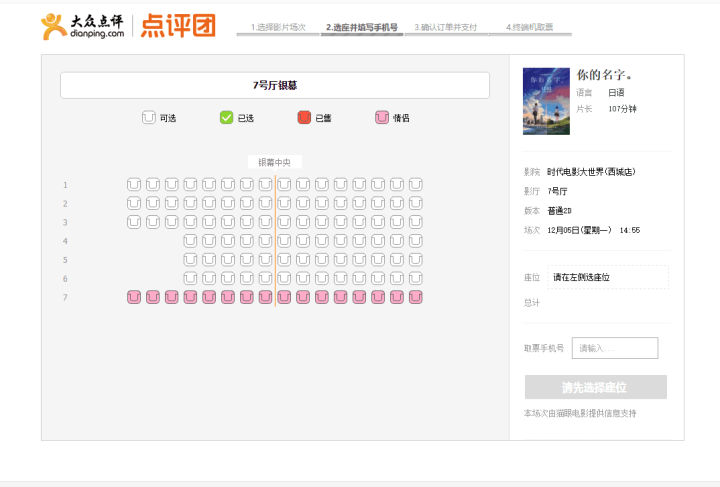 大众点评
dianping.com
点评团
1.选择影片场次 2.选座并填写手机号 3.确认订单并支付 4.终端机取票
7号厅银幕
可选 已选 已售 情侣
银幕中央
1
2
3
4
5
6
7
你的名字。
语言 日语
片长 107分钟
影院 时代电影大世界(西城店)
影厅 7号厅
版本 普通2D
场次 12月05日(星期一) 14:55
座位 请在左侧选座位
总计
取票手机号 请输入...
请先选择座位
本场次由猫眼电影提供信息支持